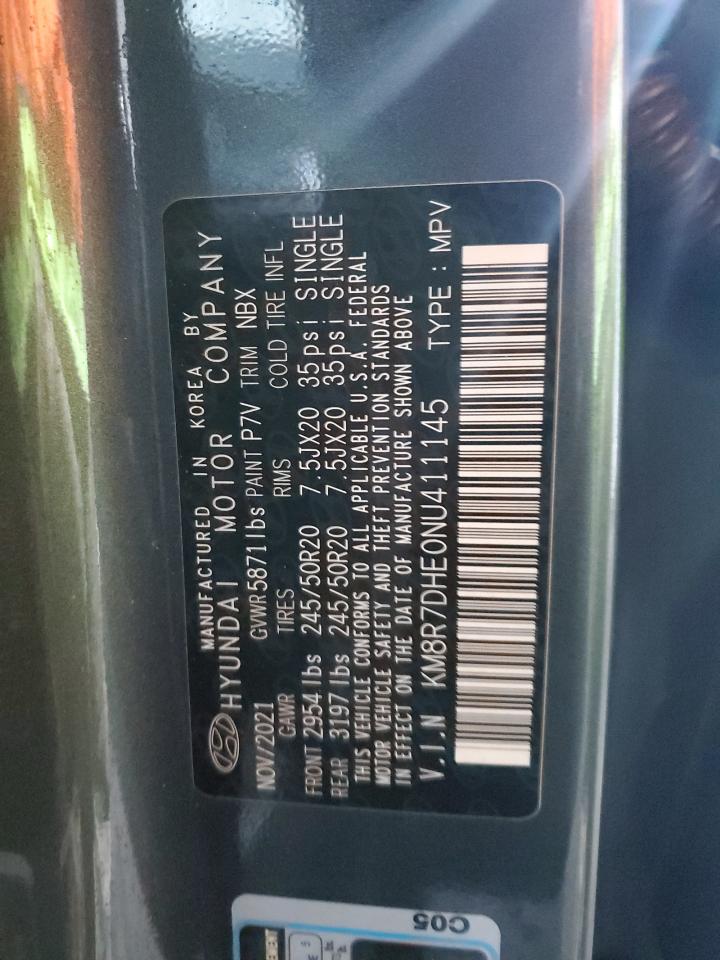 MANUFACTURED IN KOREA BY
HYUNDAI MOTOR COMPANY
NOV/2021 GVWR 5871lbs PAINT P7V TRIM NBX
GAWR TIRES RIMS COLD TIRE INFL
FRONT 2954 lbs 245/50R20 7.5JX20 35psi SINGLE
REAR 3197 lbs 245/50R20 7.5JX20 35psi SINGLE
THIS VEHICLE CONFORMS TO ALL APPLICABLE U.S.A. FEDERAL
MOTOR VEHICLE SAFETY AND THEFT PREVENTION STANDARDS
IN EFFECT ON THE DATE OF MANUFACTURE SHOWN ABOVE
V.I.N KM8R7DHE0NU411145 TYPE : MPV
C05